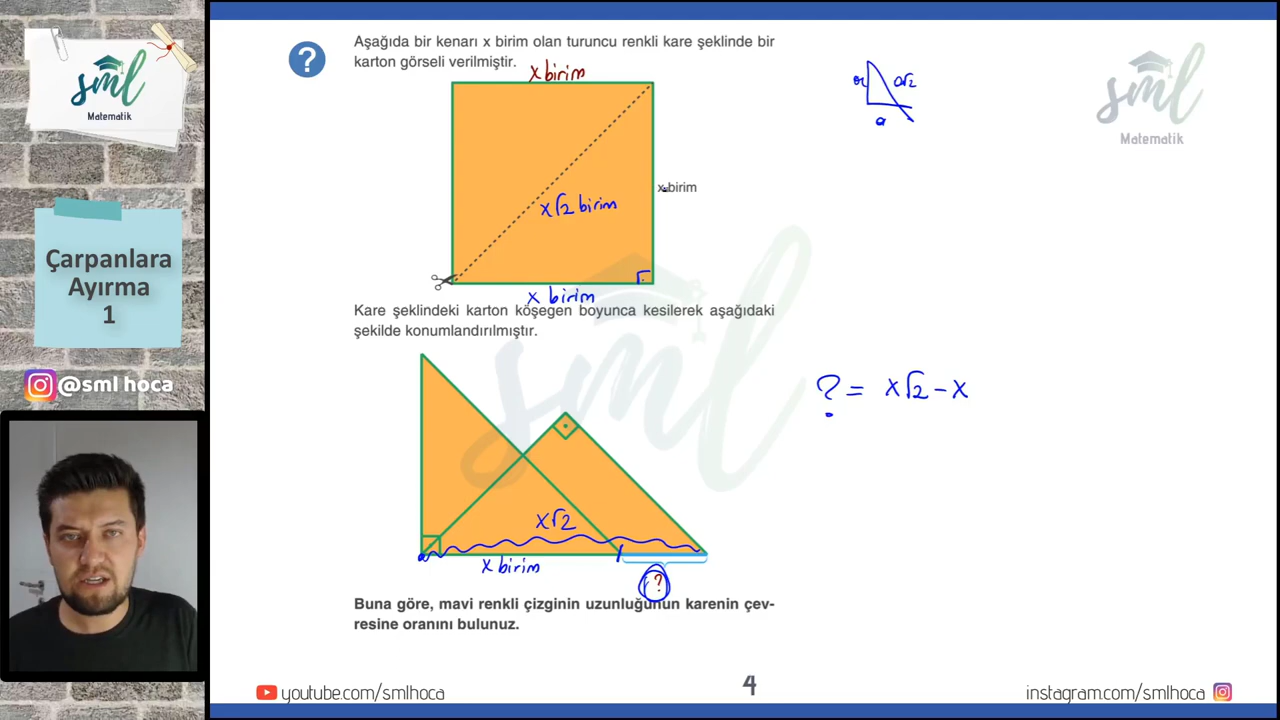 sml
Matematik
Çarpanlara
Ayırma
1
@sml hoca
?
Aşağıda bir kenarı x birim olan turuncu renkli kare şeklinde bir
karton görseli verilmiştir.
x birim
x birim
x√2 birim
x birim
Kare şeklindeki karton köşegen boyunca kesilerek aşağıdaki
şekilde konumlandırılmıştır.
x√2
x birim
?
Buna göre, mavi renkli çizginin uzunluğunun karenin çev-
resine oranını bulunuz.
a√2
a
sml
Matematik
? = x√2 - x
youtube.com/smlhoca
4
instagram.com/smlhoca